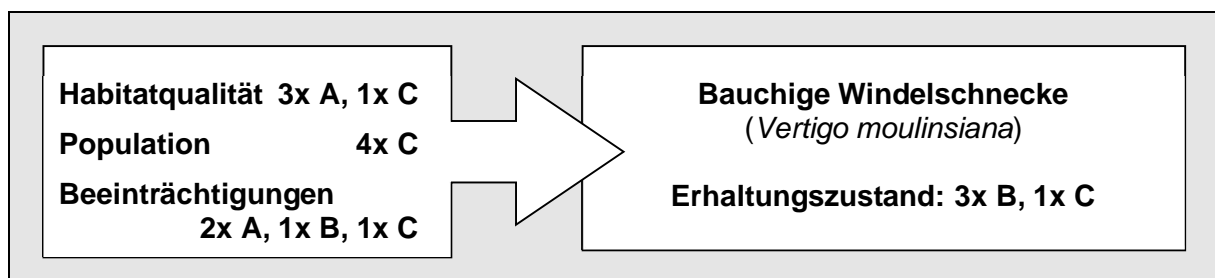 Habitatqualität 3x A, 1x C
Population 4x C
Beeinträchtigungen
2x A, 1x B, 1x C
Bauchige Windelschnecke
(Vertigo moulinsiana)
Erhaltungszustand: 3x B, 1x C